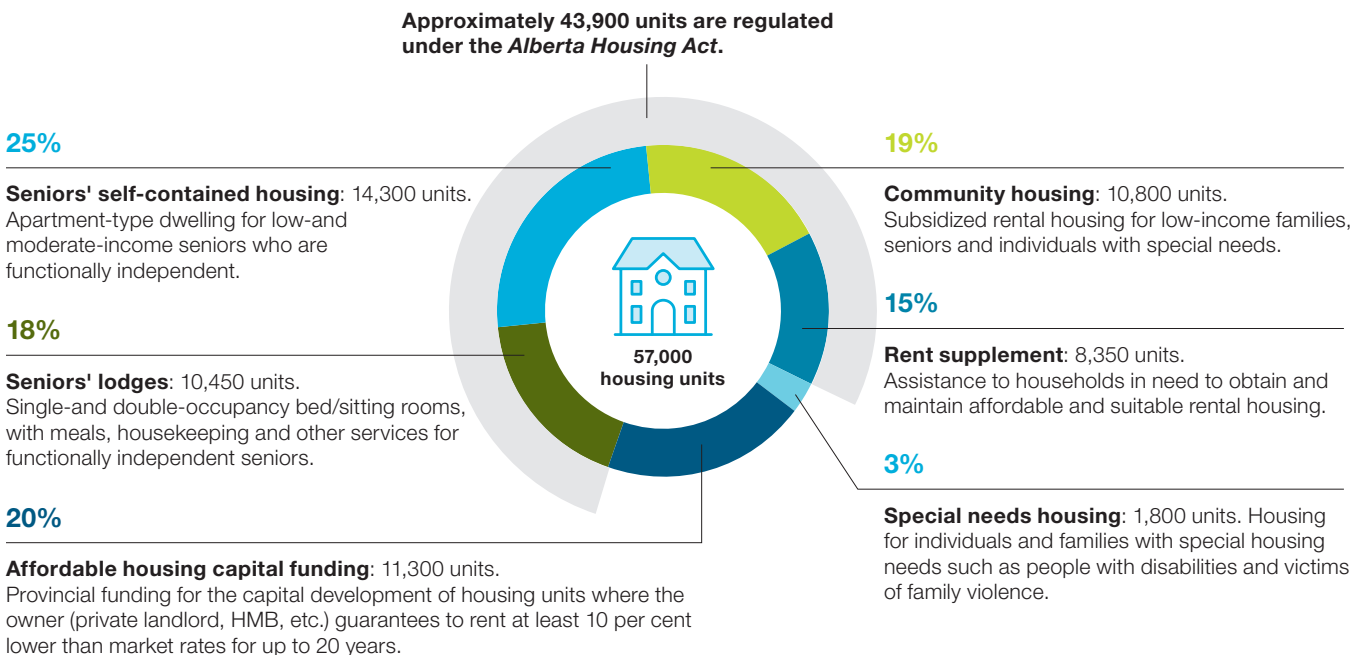 Approximately 43,900 units are regulated
under the Alberta Housing Act.
25%
Seniors' self-contained housing: 14,300 units.
Apartment-type dwelling for low-and
moderate-income seniors who are
functionally independent.
18%
Seniors' lodges: 10,450 units.
Single-and double-occupancy bed/sitting rooms,
with meals, housekeeping and other services for
functionally independent seniors.
20%
Affordable housing capital funding: 11,300 units.
Provincial funding for the capital development of housing units where the
owner (private landlord, HMB, etc.) guarantees to rent at least 10 per cent
lower than market rates for up to 20 years.
57,000
housing units
19%
Community housing: 10,800 units.
Subsidized rental housing for low-income families,
seniors and individuals with special needs.
15%
Rent supplement: 8,350 units.
Assistance to households in need to obtain and
maintain affordable and suitable rental housing.
3%
Special needs housing: 1,800 units. Housing
for individuals and families with special housing
needs such as people with disabilities and victims
of family violence.